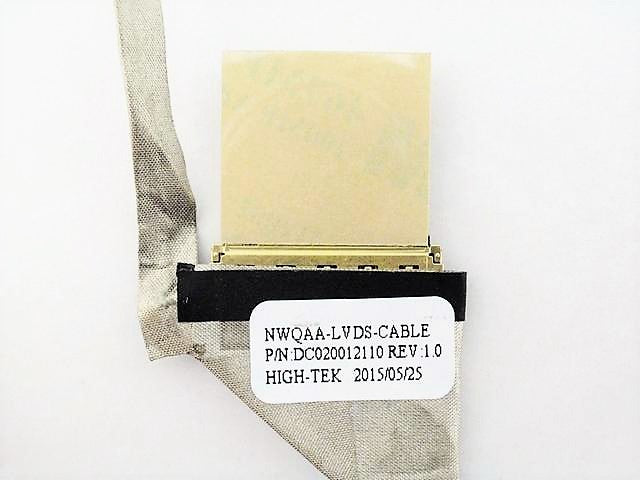 NWQAA-LVDS-CABLE
P/N:DC020012110 REV:1.0
HIGH-TEK 2015/05/25